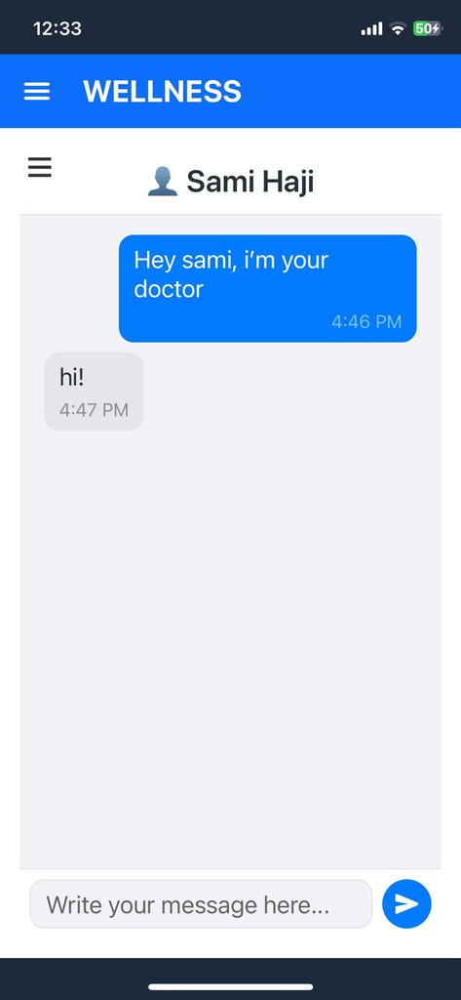 12:33
50
WELLNESS
Sami Haji
Hey sami, i’m your
doctor
4:46 PM
hi!
4:47 PM
Write your message here...